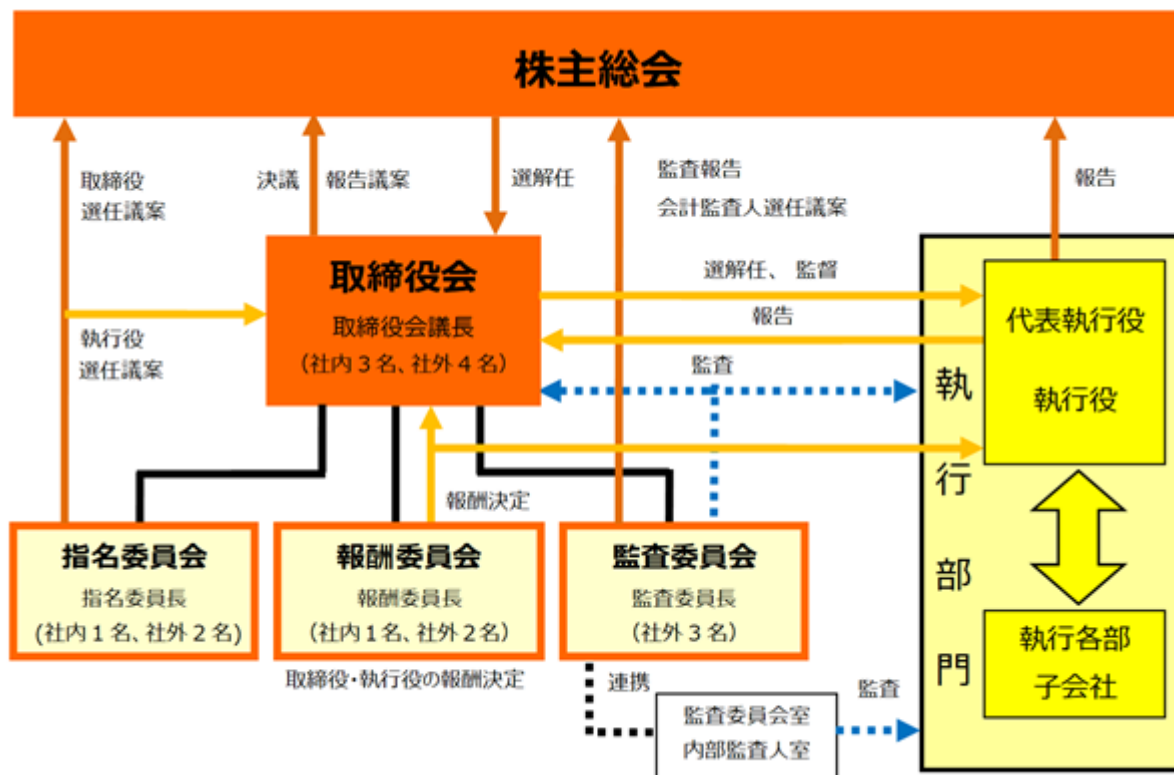 株主総会
取締役
選任議案
決議
報告議案
選解任
監査報告
会計監査人選任議案
報告
取締役会
取締役会議長
(社内3名、社外4名)
選解任、監督
報告
監査
執行役
選任議案
代表執行役
執行役
執行部門
報酬決定
指名委員会
指名委員長
(社内1名、社外2名)
報酬委員会
報酬委員長
(社内1名、社外2名)
監査委員会
監査委員長
(社外3名)
執行各部
子会社
取締役・執行役の報酬決定
連携
監査
監査委員会室
内部監査人室